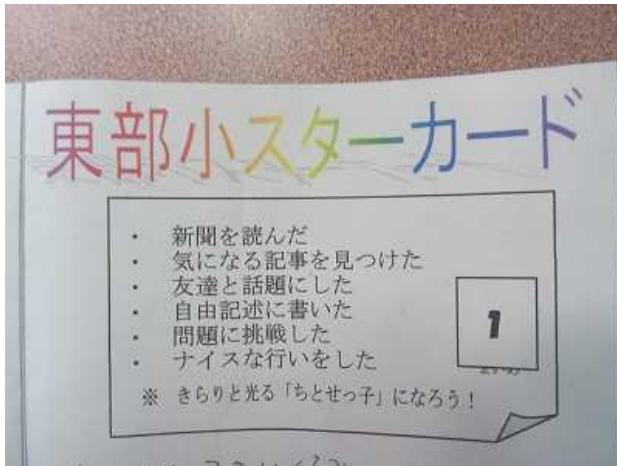 東部小スターカード
・ 新聞を読んだ
・ 気になる記事を見つけた
・ 友達と話題にした
・ 自由記述に書いた
・ 問題に挑戦した
・ ナイスな行いをした
1
※ きらりと光る「ちとせっ子」になろう！